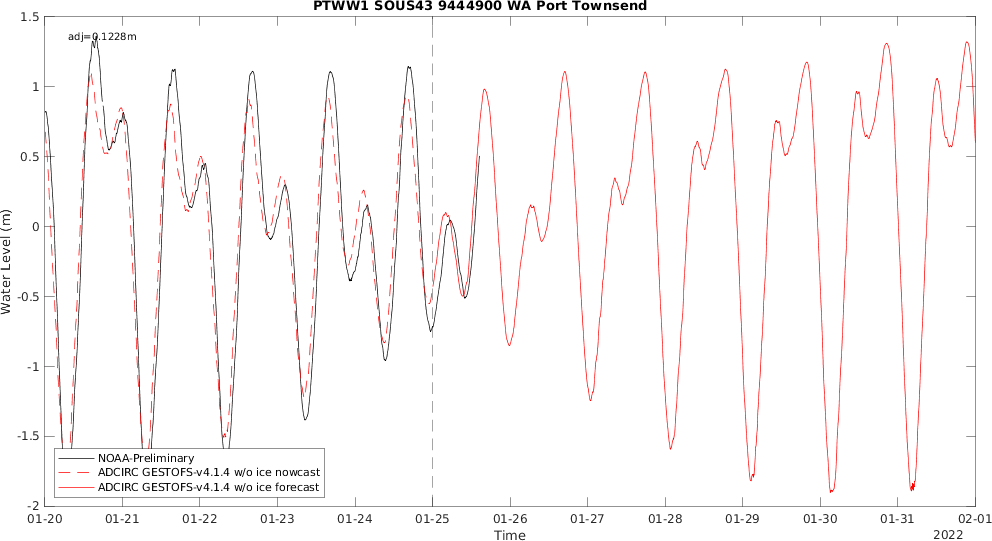 PTWW1 SOUS43 9444900 WA Port Townsend
adj=0.1228m
1.5
1
0.5
0
-0.5
-1
-1.5
-2
Water Level (m)
NOAA-Preliminary
ADCIRC GESTOFS-v4.1.4 w/o ice nowcast
ADCIRC GESTOFS-v4.1.4 w/o ice forecast
01-20 01-21 01-22 01-23 01-24 01-25 01-26 01-27 01-28 01-29 01-30 01-31 02-01
Time
2022